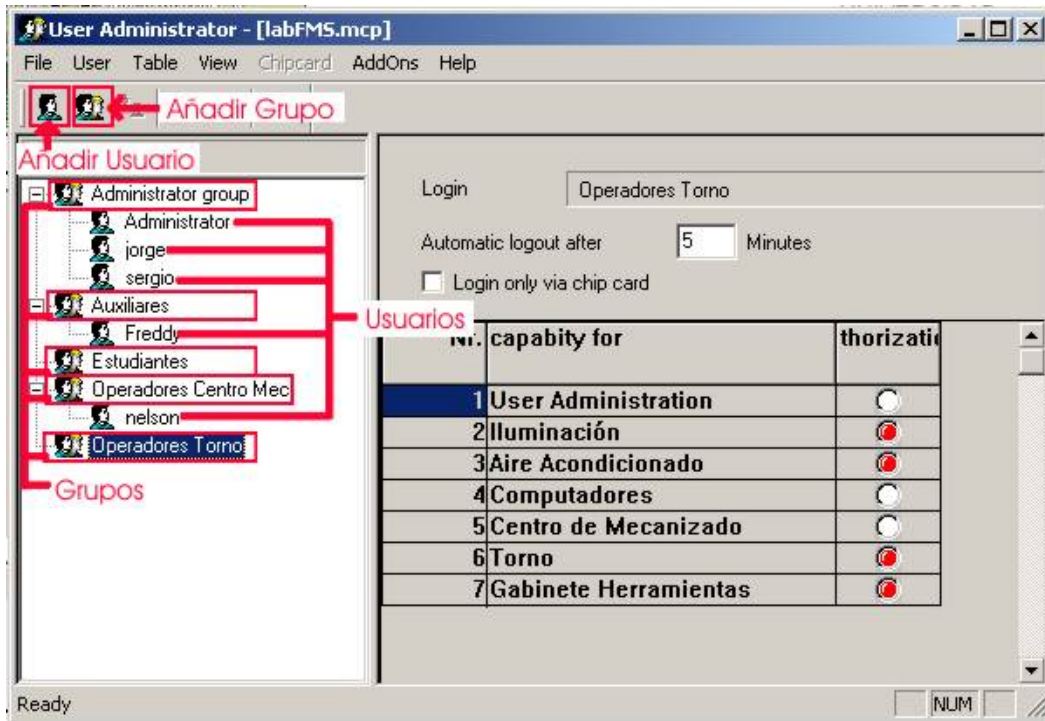 User Administrator - [labFMS.mcp]
File User Table View Chipcard AddOns Help
Añadir Grupo
Añadir Usuario
Administrator group
Administrator
jorge
sergio
Auxiliares
Freddy
Estudiantes
Operadores Centro Mec
nelson
Operadores Torno
Usuarios
Grupos
Login Operadores Torno
Automatic logout after 5 Minutes
Login only via chip card
Nr. capabity for thorizatio
1 User Administration
2 Iluminación
3 Aire Acondicionado
4 Computadores
5 Centro de Mecanizado
6 Torno
7 Gabinete Herramientas
Ready NUM